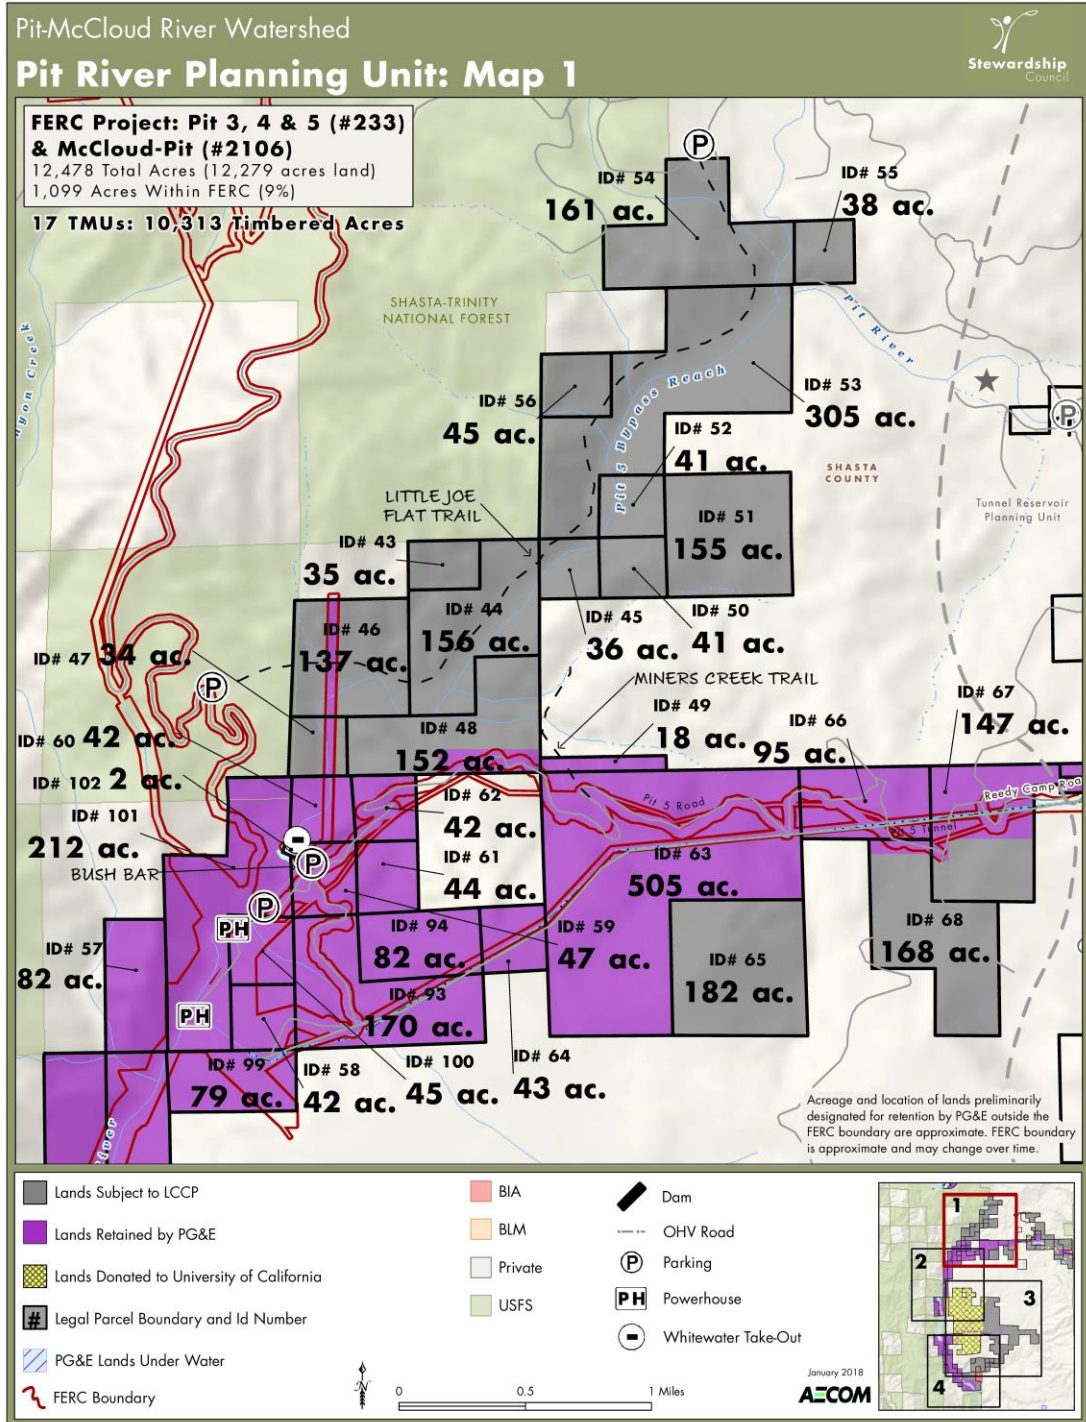 Pit-McCloud River Watershed
Pit River Planning Unit: Map 1
Stewardship
Council
FERC Project: Pit 3, 4 & 5 (#233)
& McCloud-Pit (#2106)
12,478 Total Acres (12,279 acres land)
1,099 Acres Within FERC (9%)
17 TMUs: 10,313 Timbered Acres
ID# 54
161 ac.
P
ID# 55
38 ac.
SHASTA-TRINITY
NATIONAL FOREST
Pit River
yon Creek
ID# 56
45 ac.
Pit 5 Bypass Reach
ID# 53
305 ac.
P
ID# 52
41 ac.
SHASTA
COUNTY
LITTLE JOE
FLAT TRAIL
ID# 51
155 ac.
Tunnel Reservoir
Planning Unit
ID# 43
35 ac.
ID# 44
156 ac.
ID# 46
137 ac.
ID# 45
36 ac.
ID# 50
41 ac.
ID# 47 34 ac.
P
MINERS CREEK TRAIL
ID# 49
18 ac.
ID# 67
147 ac.
ID# 60 42 ac.
ID# 48
152 ac.
ID# 66
95 ac.
ID# 102 2 ac.
ID# 62
42 ac.
Pit 5 Road
Reedy Camp Roa
Pit 5 Tunnel
ID# 101
212 ac.
BUSH BAR
P
ID# 61
44 ac.
ID# 63
505 ac.
P
PH
ID# 57
82 ac.
ID# 94
82 ac.
ID# 59
47 ac.
ID# 68
168 ac.
ID# 65
182 ac.
PH
ID# 93
170 ac.
ID# 99
79 ac.
ID# 58
42 ac.
ID# 100
45 ac.
ID# 64
43 ac.
River
Acreage and location of lands preliminarily
designated for retention by PG&E outside the
FERC boundary are approximate. FERC boundary
is approximate and may change over time.
Lands Subject to LCCP
Lands Retained by PG&E
Lands Donated to University of California
# Legal Parcel Boundary and Id Number
PG&E Lands Under Water
FERC Boundary
BIA
BLM
Private
USFS
Dam
OHV Road
P Parking
PH Powerhouse
Whitewater Take-Out
N
0 0.5 1 Miles
January 2018
AECOM
1
2
3
4